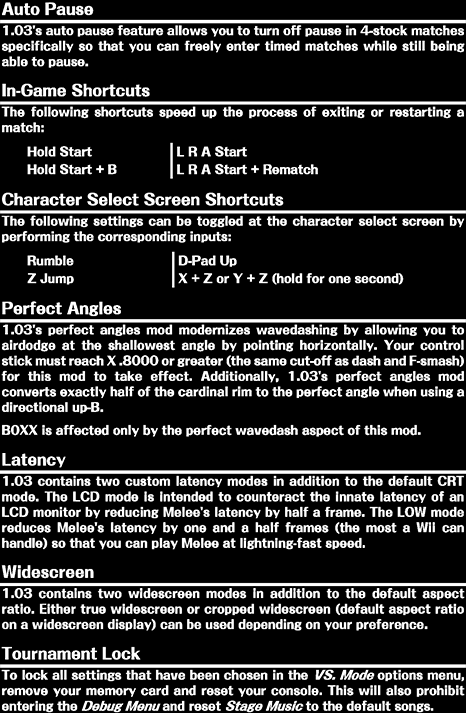 Auto Pause
1.03's auto pause feature allows you to turn off pause in 4-stock matches
specifically so that you can freely enter timed matches while still being
able to pause.
In-Game Shortcuts
The following shortcuts speed up the process of exiting or restarting a
match:
Hold Start L R A Start
Hold Start + B L R A Start + Rematch
Character Select Screen Shortcuts
The following settings can be toggled at the character select screen by
performing the corresponding inputs:
Rumble D-Pad Up
Z Jump X + Z or Y + Z (hold for one second)
Perfect Angles
1.03's perfect angles mod modernizes wavedashing by allowing you to
airdodge at the shallowest angle by pointing horizontally. Your control
stick must reach X .8000 or greater (the same cut-off as dash and F-smash)
for this mod to take effect. Additionally, 1.03's perfect angles mod
converts exactly half of the cardinal rim to the perfect angle when using a
directional up-B.
B0XX is affected only by the perfect wavedash aspect of this mod.
Latency
1.03 contains two custom latency modes in addition to the default CRT
mode. The LCD mode is intended to counteract the innate latency of an
LCD monitor by reducing Melee's latency by half a frame. The LOW mode
reduces Melee's latency by one and a half frames (the most a Wii can
handle) so that you can play Melee at lightning-fast speed.
Widescreen
1.03 contains two widescreen modes in addition to the default aspect
ratio. Either true widescreen or cropped widescreen (default aspect ratio
on a widescreen display) can be used depending on your preference.
Tournament Lock
To lock all settings that have been chosen in the VS. Mode options menu,
remove your memory card and reset your console. This will also prohibit
entering the Debug Menu and reset Stage Music to the default songs.